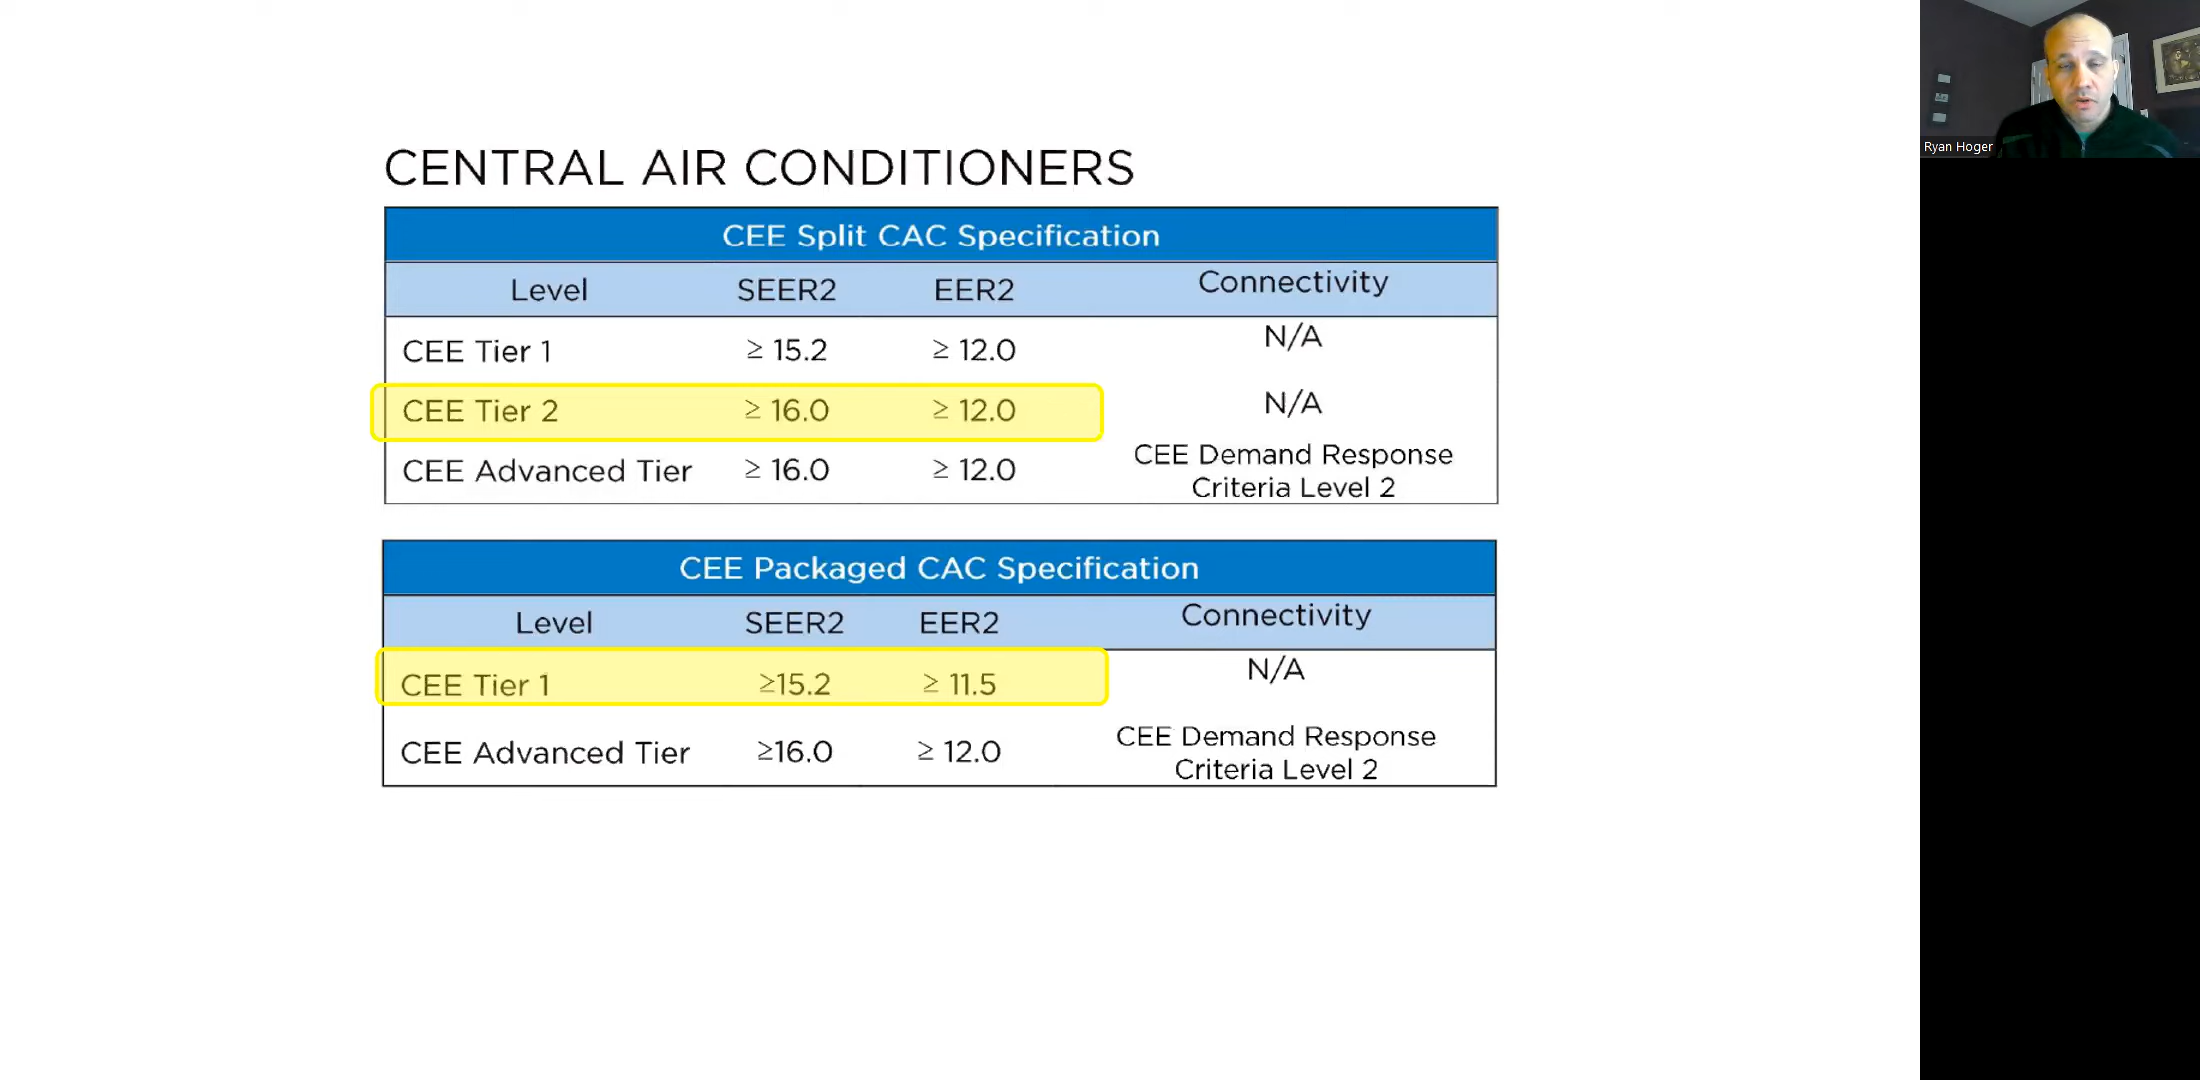 CENTRAL AIR CONDITIONERS
CEE Split CAC Specification
Level SEER2 EER2 Connectivity
CEE Tier 1 ≥ 15.2 ≥ 12.0 N/A
CEE Tier 2 ≥ 16.0 ≥ 12.0 N/A
CEE Advanced Tier ≥ 16.0 ≥ 12.0 CEE Demand Response
Criteria Level 2
CEE Packaged CAC Specification
Level SEER2 EER2 Connectivity
CEE Tier 1 ≥15.2 ≥ 11.5 N/A
CEE Advanced Tier ≥16.0 ≥ 12.0 CEE Demand Response
Criteria Level 2
Ryan Hoger